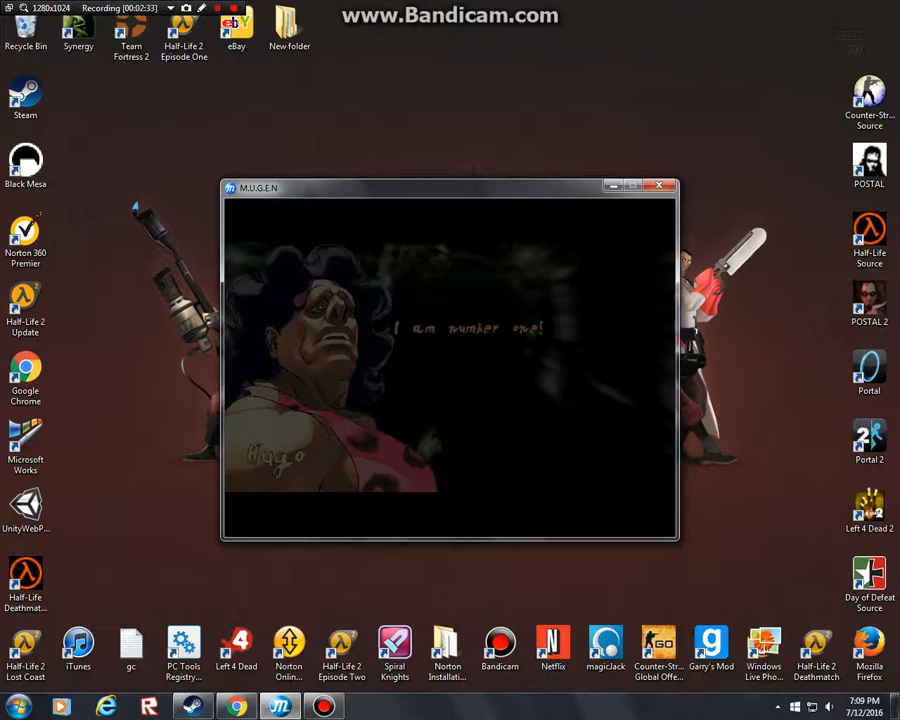 www.Bandicam.com
1280x1024 Recording [00:02:33]
Recycle Bin
Synergy
Team
Fortress 2
Half-Life 2
Episode One
eBay
New folder
Steam
Counter-Str...
Source
Black Mesa
POSTAL
M.U.G.E.N
Norton 360
Premier
Half-Life
Source
I am number one!
Hugo
Half-Life 2
Update
POSTAL 2
Google
Chrome
Portal
Microsoft
Works
Portal 2
UnityWebP...
Left 4 Dead 2
Half-Life
Deathmat...
Day of Defeat
Source
Half-Life 2
Lost Coast
iTunes
gc
PC Tools
Registry...
Left 4 Dead
Norton
Online...
Half-Life 2
Episode Two
Spiral
Knights
Norton
Installati...
Bandicam
Netflix
magicJack
Counter-Str...
Global Offe...
Garry's Mod
Windows
Live Pho...
Half-Life 2
Deathmatch
Mozilla
Firefox
7:09 PM
7/12/2016